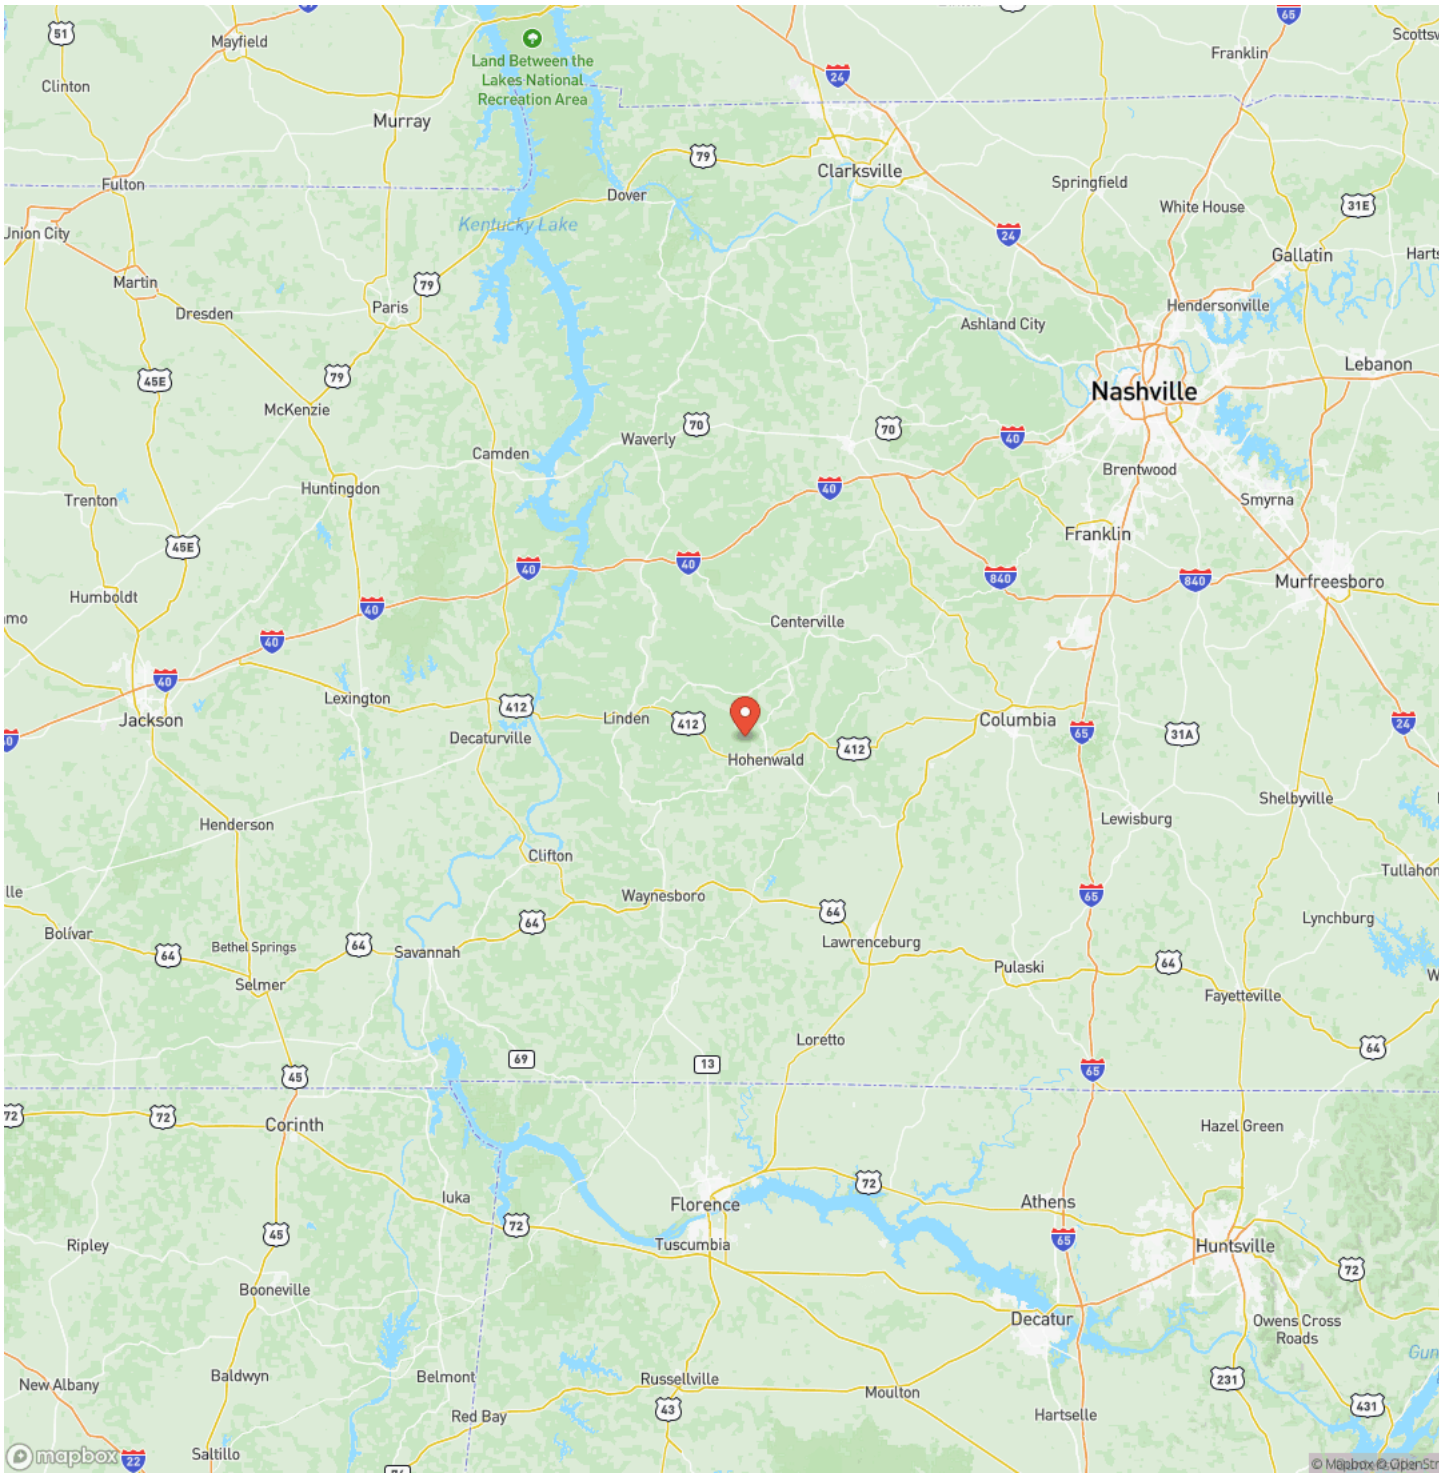 51
Mayfield
Land Between the
Lakes National
Recreation Area
65
Franklin
Clinton
24
Murray
79
Clarksville
Springfield
Fulton
Dover
White House
31E
Kentucky Lake
Union City
24
Gallatin
Martin
79
Paris
Dresden
Hendersonville
Ashland City
45E
79
Nashville
Lebanon
McKenzie
70
70
Waverly
40
Camden
Brentwood
Huntingdon
40
Trenton
Smyrna
Franklin
45E
40
40
840
840
Murfreesboro
Humboldt
40
Centerville
40
40
Lexington
412
Linden
412
Jackson
Columbia
65
31A
24
Decaturville
412
Hohenwald
Shelbyville
Henderson
Lewisburg
Clifton
Waynesboro
65
64
64
Lynchburg
Bolívar
64
Bethel Springs
64
Savannah
Lawrenceburg
Selmer
Pulaski
64
Fayetteville
Loretto
64
69
13
45
65
72
72
Corinth
Hazel Green
72
Iuka
Florence
Athens
45
72
65
Ripley
Tuscumbia
Huntsville
72
Booneville
Decatur
Owens Cross
Roads
New Albany
Baldwyn
Belmont
Russellville
Moulton
231
43
431
Red Bay
Hartselle
Saltillo
mapbox
22
© Mapbox © OpenStr